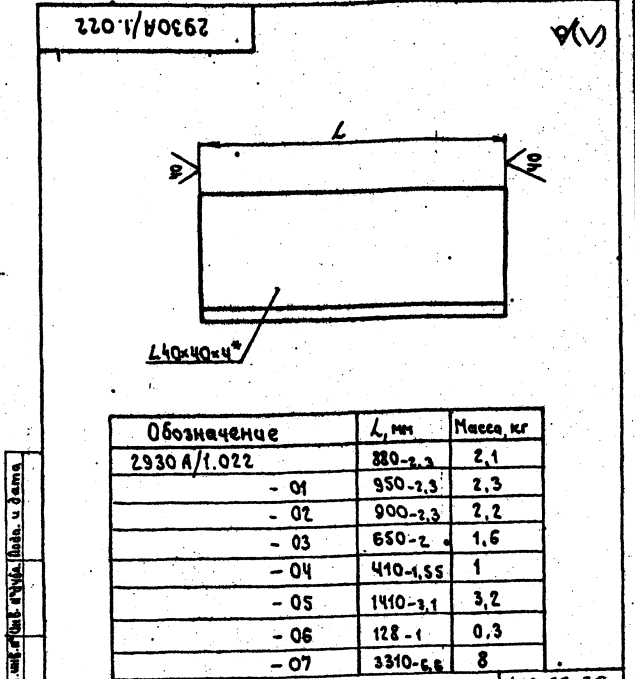 2930А/1.022
L
40
40
L40×40×4*
Обозначение L, мм Масса, кг
2930 А/1.022 880-2,3 2,1
- 01 950-2,3 2,3
- 02 900-2,3 2,2
- 03 650-2 1,6
- 04 410-1,55 1
- 05 1410-3,1 3,2
- 06 128-1 0,3
- 07 3310-6,6 8
Подп. и дата